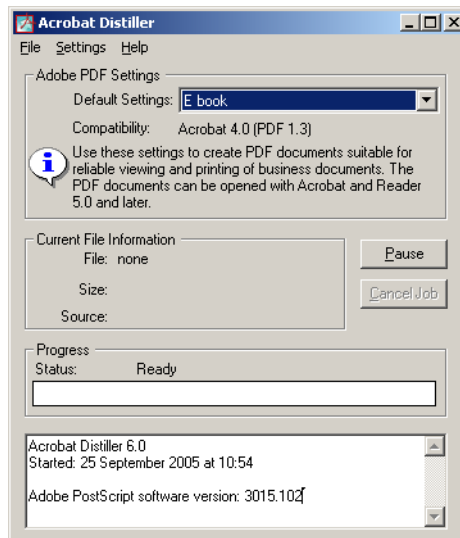 Acrobat Distiller
File Settings Help
Adobe PDF Settings
Default Settings: E book
Compatibility: Acrobat 4.0 (PDF 1.3)
Use these settings to create PDF documents suitable for
reliable viewing and printing of business documents. The
PDF documents can be opened with Acrobat and Reader
5.0 and later.
Current File Information
File: none
Size:
Source:
Pause
Cancel Job
Progress
Status: Ready
Acrobat Distiller 6.0
Started: 25 September 2005 at 10:54
Adobe PostScript software version: 3015.102